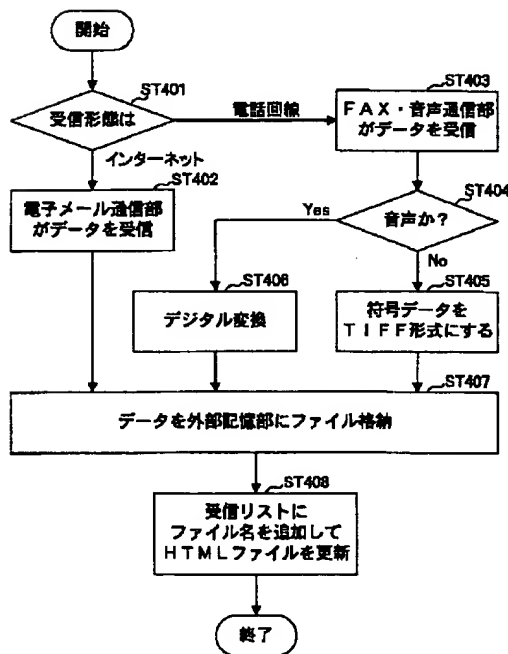 開始
ST401
受信形態は
電話回線
ST403
FAX・音声通信部
がデータを受信
インターネット
ST402
電子メール通信部
がデータを受信
ST404
音声か?
Yes
No
ST406
デジタル変換
ST405
符号データを
TIFF形式にする
ST407
データを外部記憶部にファイル格納
ST408
受信リストに
ファイル名を追加して
HTMLファイルを更新
終了